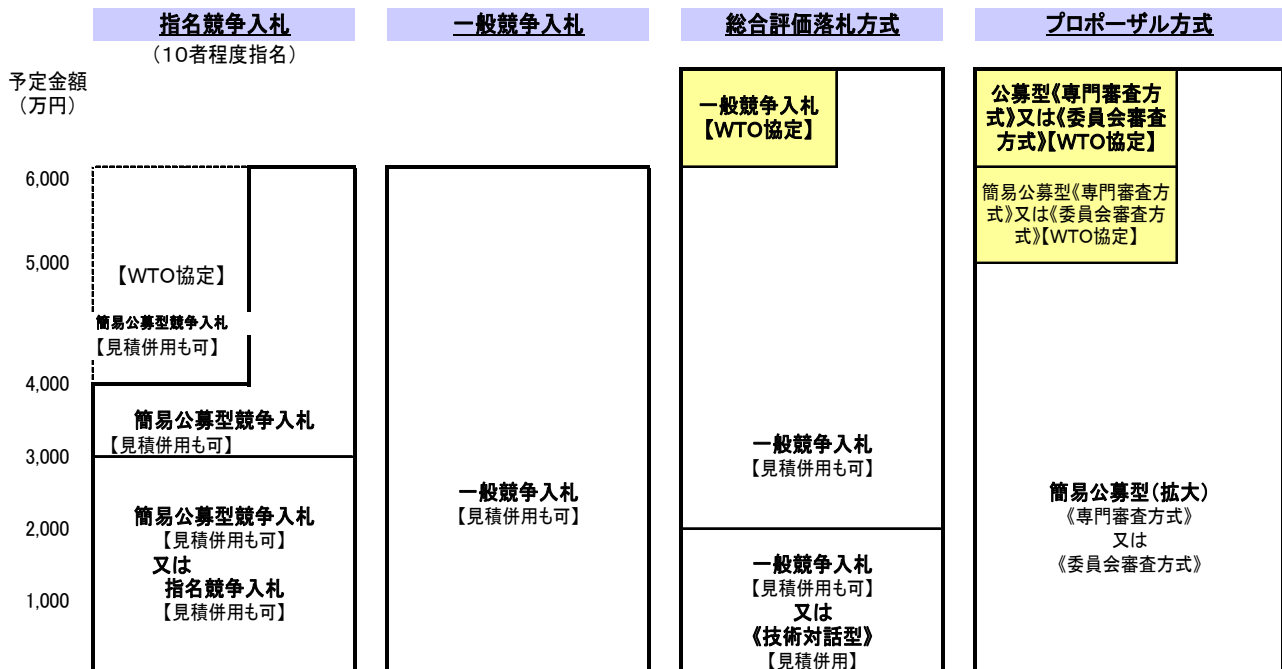 指名競争入札
(10者程度指名)
一般競争入札
総合評価落札方式
プロポーザル方式
予定金額
(万円)
6,000
5,000
4,000
3,000
2,000
1,000
【WTO協定】
簡易公募型競争入札
【見積併用も可】
簡易公募型競争入札
【見積併用も可】
簡易公募型競争入札
【見積併用も可】
又は
指名競争入札
【見積併用も可】
一般競争入札
【見積併用も可】
一般競争入札
【WTO協定】
一般競争入札
【見積併用も可】
一般競争入札
【見積併用も可】
又は
《技術対話型》
【見積併用】
公募型《専門審査方
式》又は《委員会審査
方式》【WTO協定】
簡易公募型《専門審査方
式》又は《委員会審査方
式》【WTO協定】
簡易公募型(拡大)
《専門審査方式》
又は
《委員会審査方式》